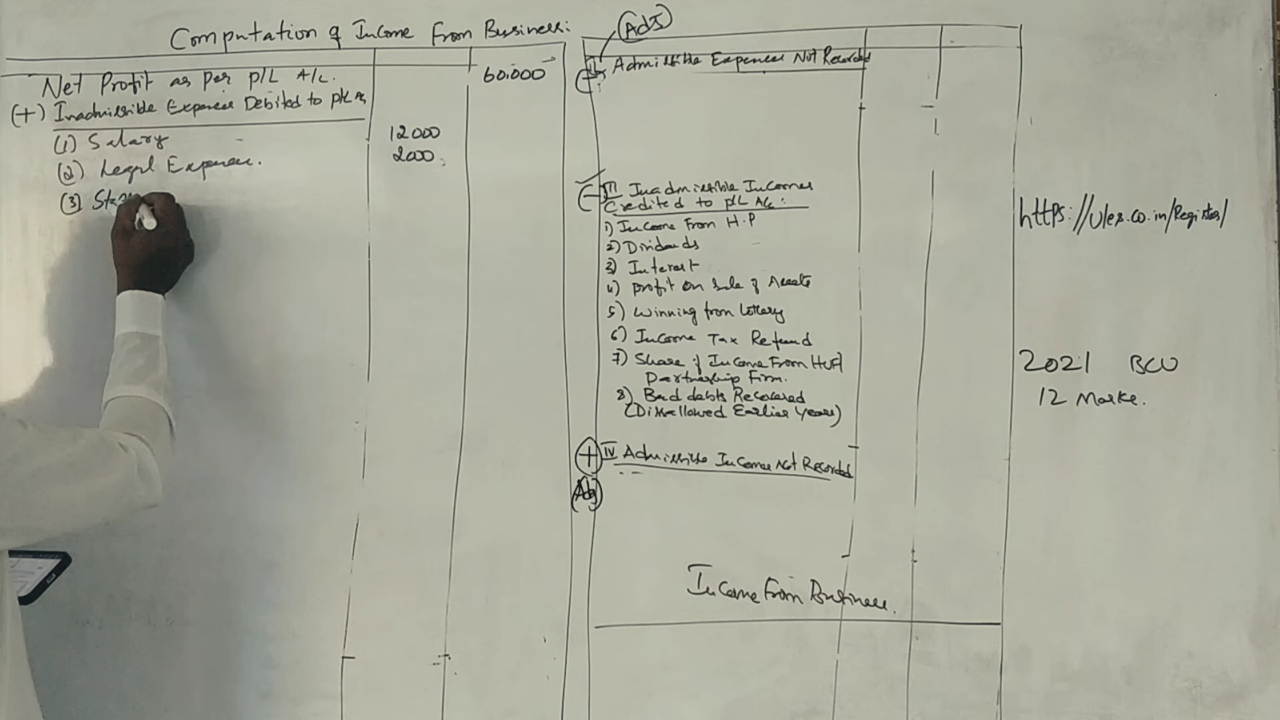 Computation of Income From Business:
Net Profit as per P/L A/c.
60,000
(+) Inadmissible Expenses Debited to P/L A/c
(1) Salary
12000
(2) Legal Expenses.
2000
(3)
(Adj)
Admissible Expenses Not Recorded
(-) III Inadmissible Incomes
Credited to P/L A/c:
1) Income From H.P
2) Dividends
3) Interest
4) Profit on Sale of Assets
5) Winning from Lottery
6) Income Tax Refund
7) Share of Income From HUF
Partnership Firm.
8) Bad debts Recovered
(Disallowed Earlier Years)
(+) IV Admissible Income Not Recorded
(Adj)
Income From Business.
https://ules.co.in/Register/
2021 BCU
12 Marks.